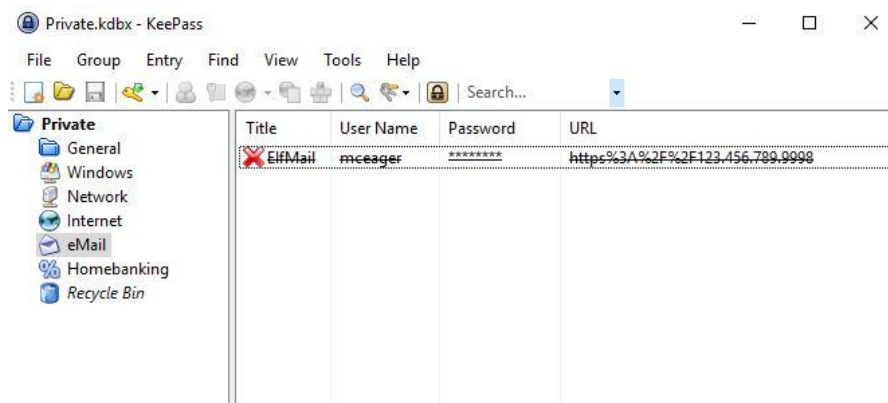 Private.kdbx - KeePass
File Group Entry Find View Tools Help
Search...
Private
General
Windows
Network
Internet
eMail
Homebanking
Recycle Bin
Title User Name Password URL
ElfMail mceager ******** https%3A%2F%2F123.456.789.9998